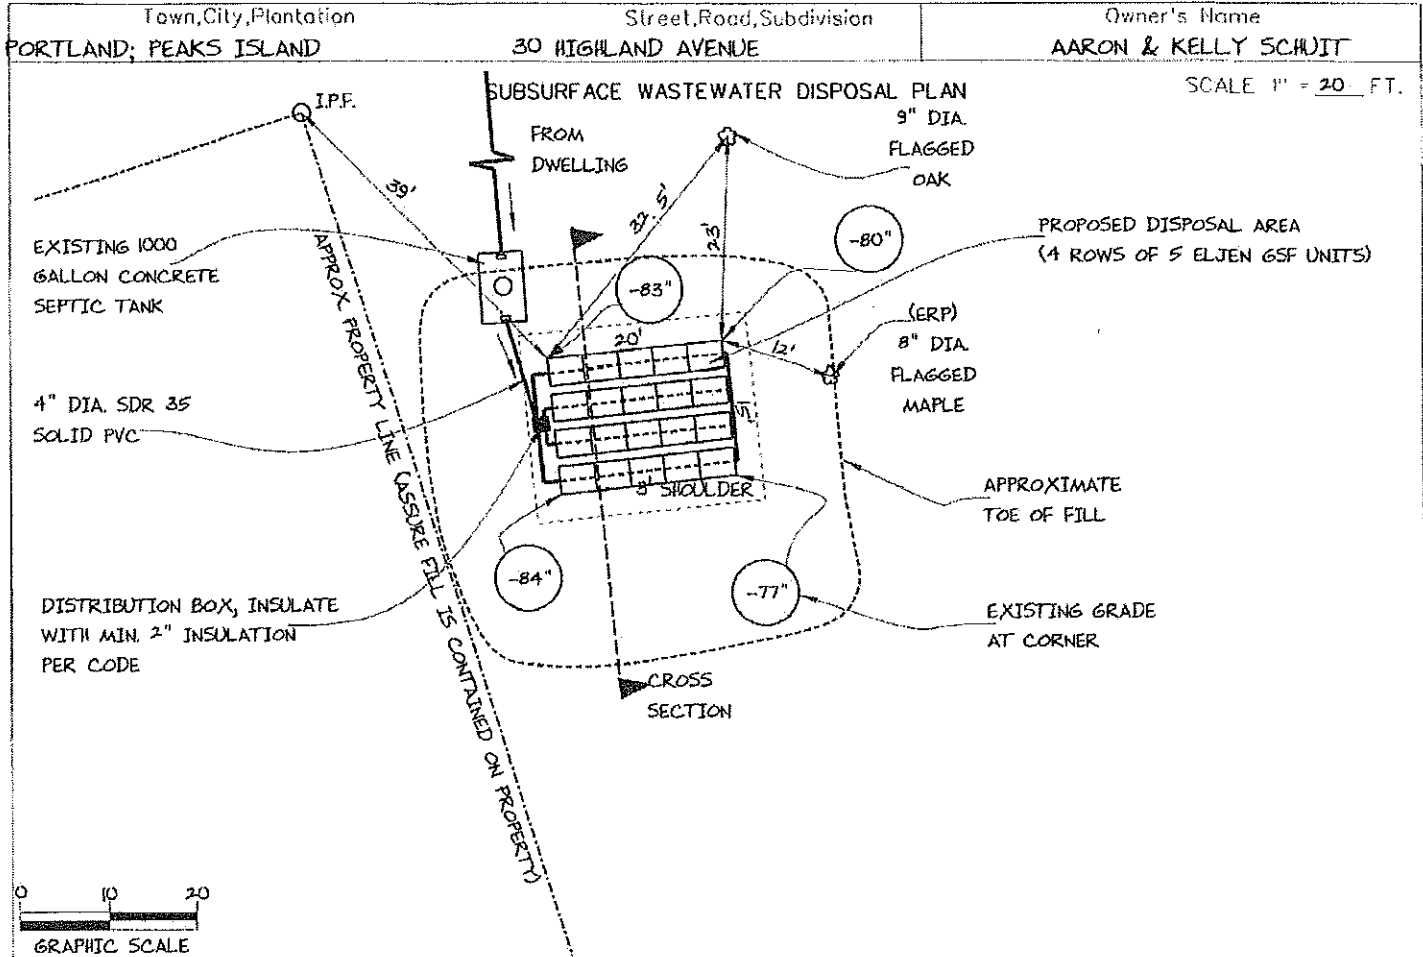 Town,City,Plantation
Street,Road,Subdivision
Owner's Name
PORTLAND; PEAKS ISLAND
30 HIGHLAND AVENUE
AARON & KELLY SCHUIT
SUBSURFACE WASTEWATER DISPOSAL PLAN
SCALE 1" = 20 FT.
I.P.F.
FROM
DWELLING
9" DIA.
FLAGGED
OAK
39'
32.5'
23'
-80"
PROPOSED DISPOSAL AREA
(4 ROWS OF 5 ELJEN GSF UNITS)
EXISTING 1000
GALLON CONCRETE
SEPTIC TANK
-83"
(ERP)
8" DIA.
FLAGGED
MAPLE
20'
12'
4" DIA. SDR 35
SOLID PVC
15'
3' SHOULDER
APPROX. PROPERTY LINE (ASSURE FILL IS CONTAINED ON PROPERTY)
APPROXIMATE
TOE OF FILL
-84"
-77"
DISTRIBUTION BOX, INSULATE
WITH MIN. 2" INSULATION
PER CODE
EXISTING GRADE
AT CORNER
CROSS
SECTION
0 10 20
GRAPHIC SCALE